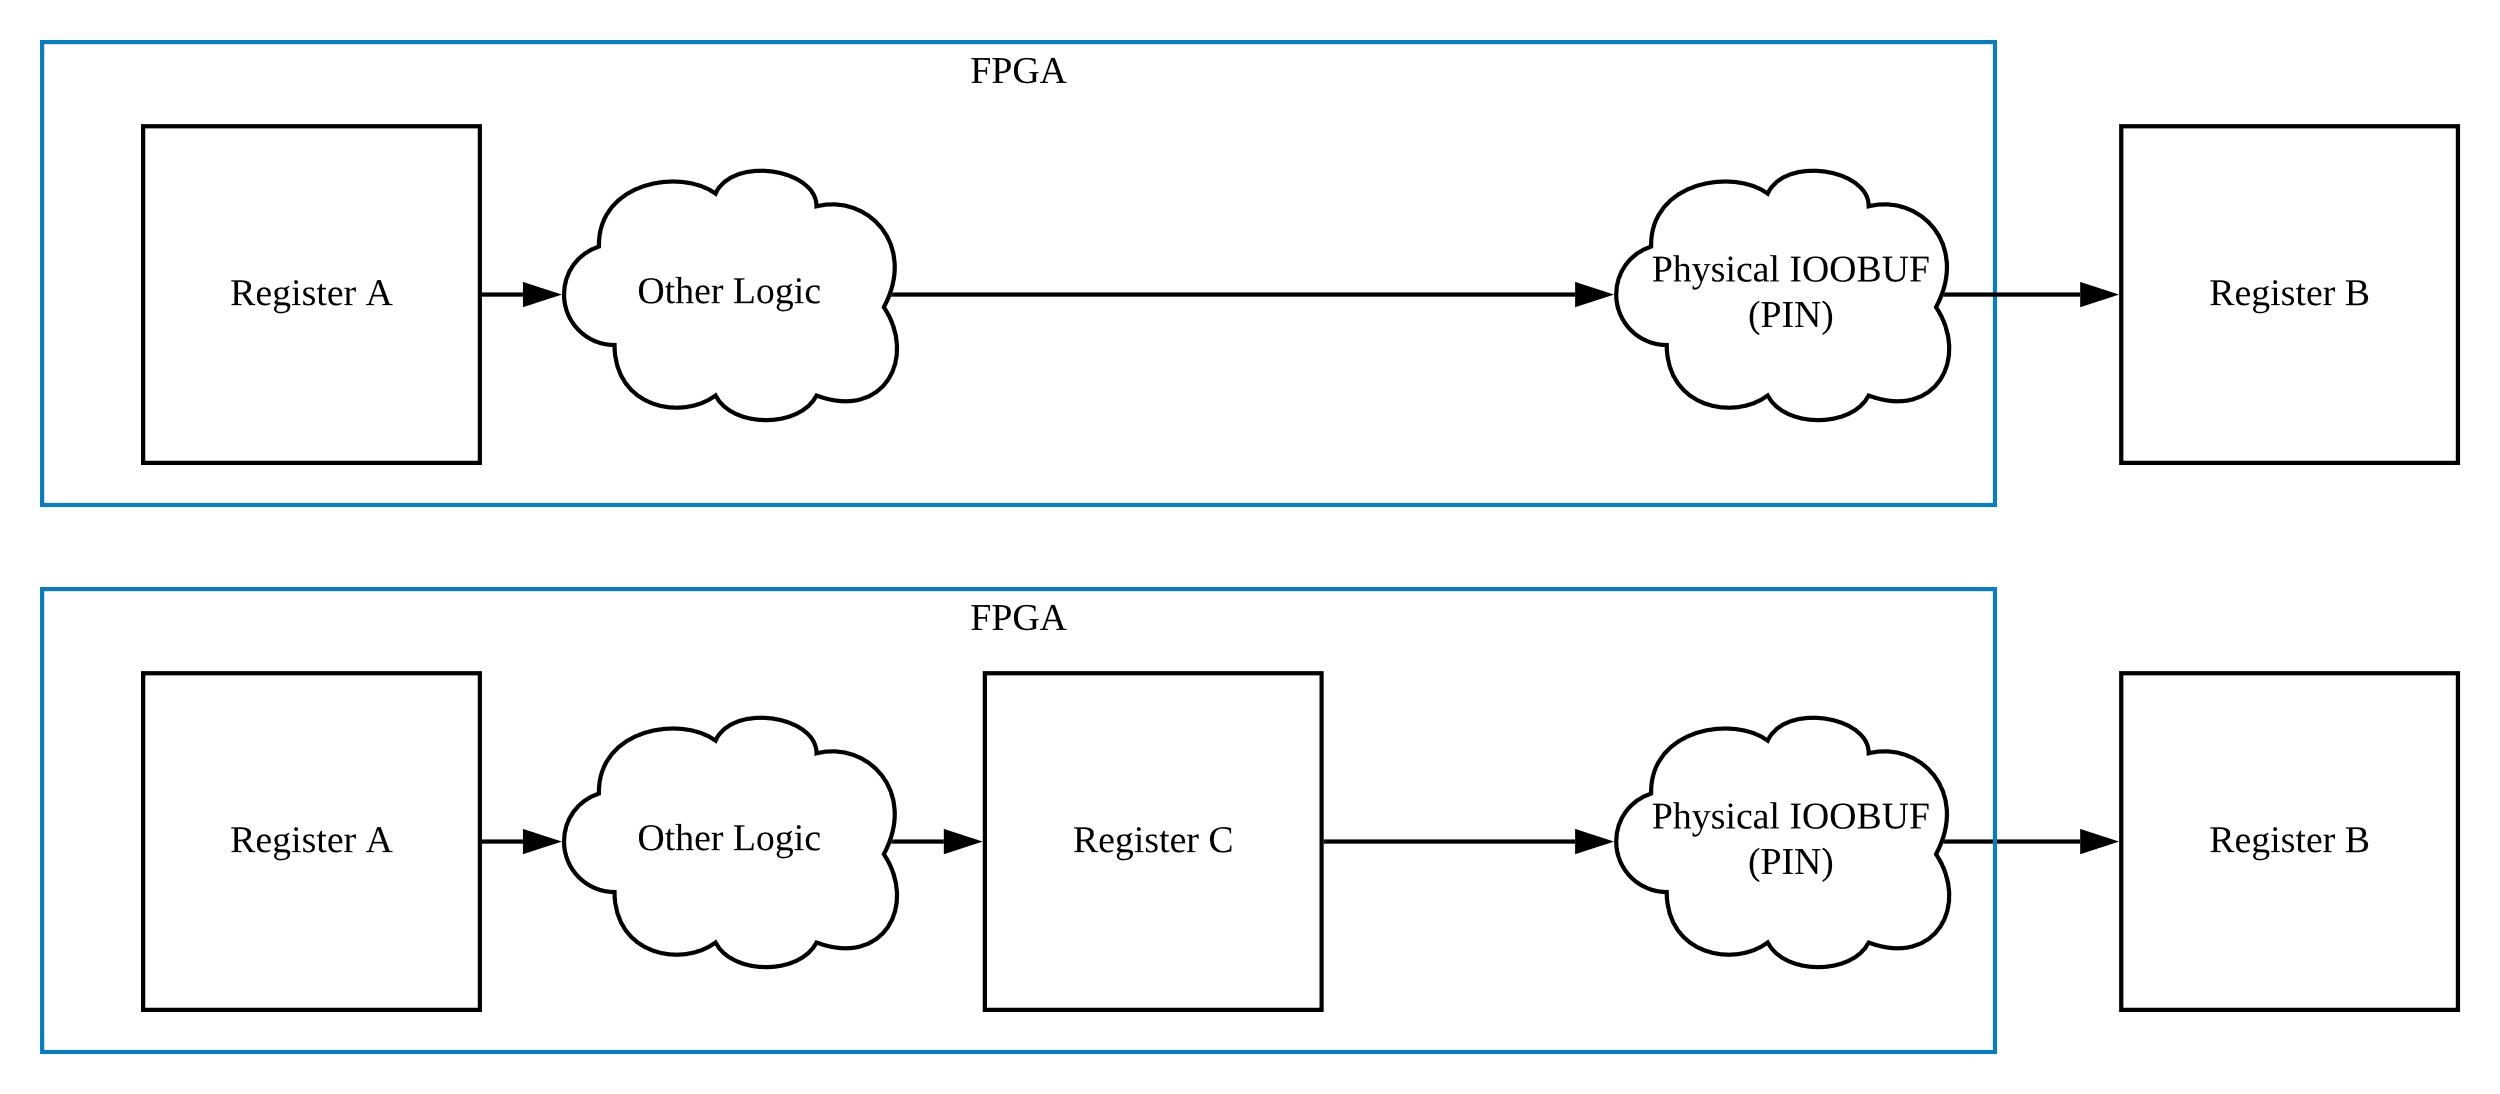 FPGA
Register A
Other Logic
Physical IOOBUF
(PIN)
Register B
FPGA
Register A
Other Logic
Register C
Physical IOOBUF
(PIN)
Register B